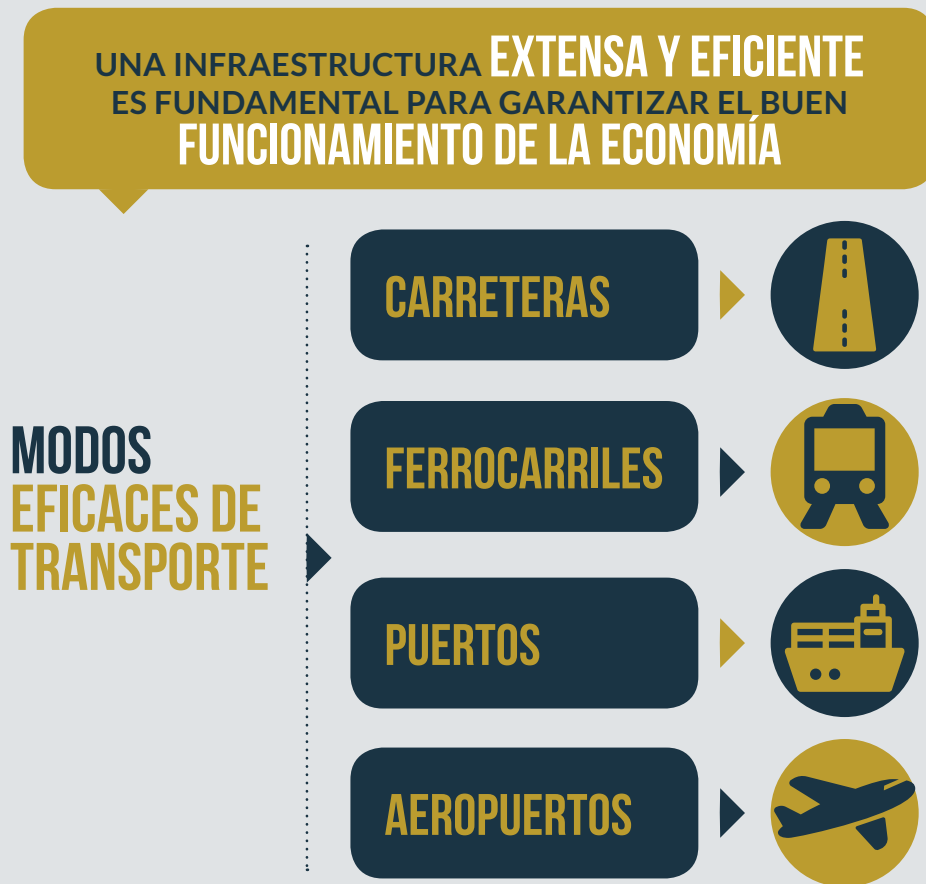 UNA INFRAESTRUCTURA EXTENSA Y EFICIENTE
ES FUNDAMENTAL PARA GARANTIZAR EL BUEN
FUNCIONAMIENTO DE LA ECONOMÍA
MODOS
EFICACES DE
TRANSPORTE
CARRETERAS
FERROCARRILES
PUERTOS
AEROPUERTOS